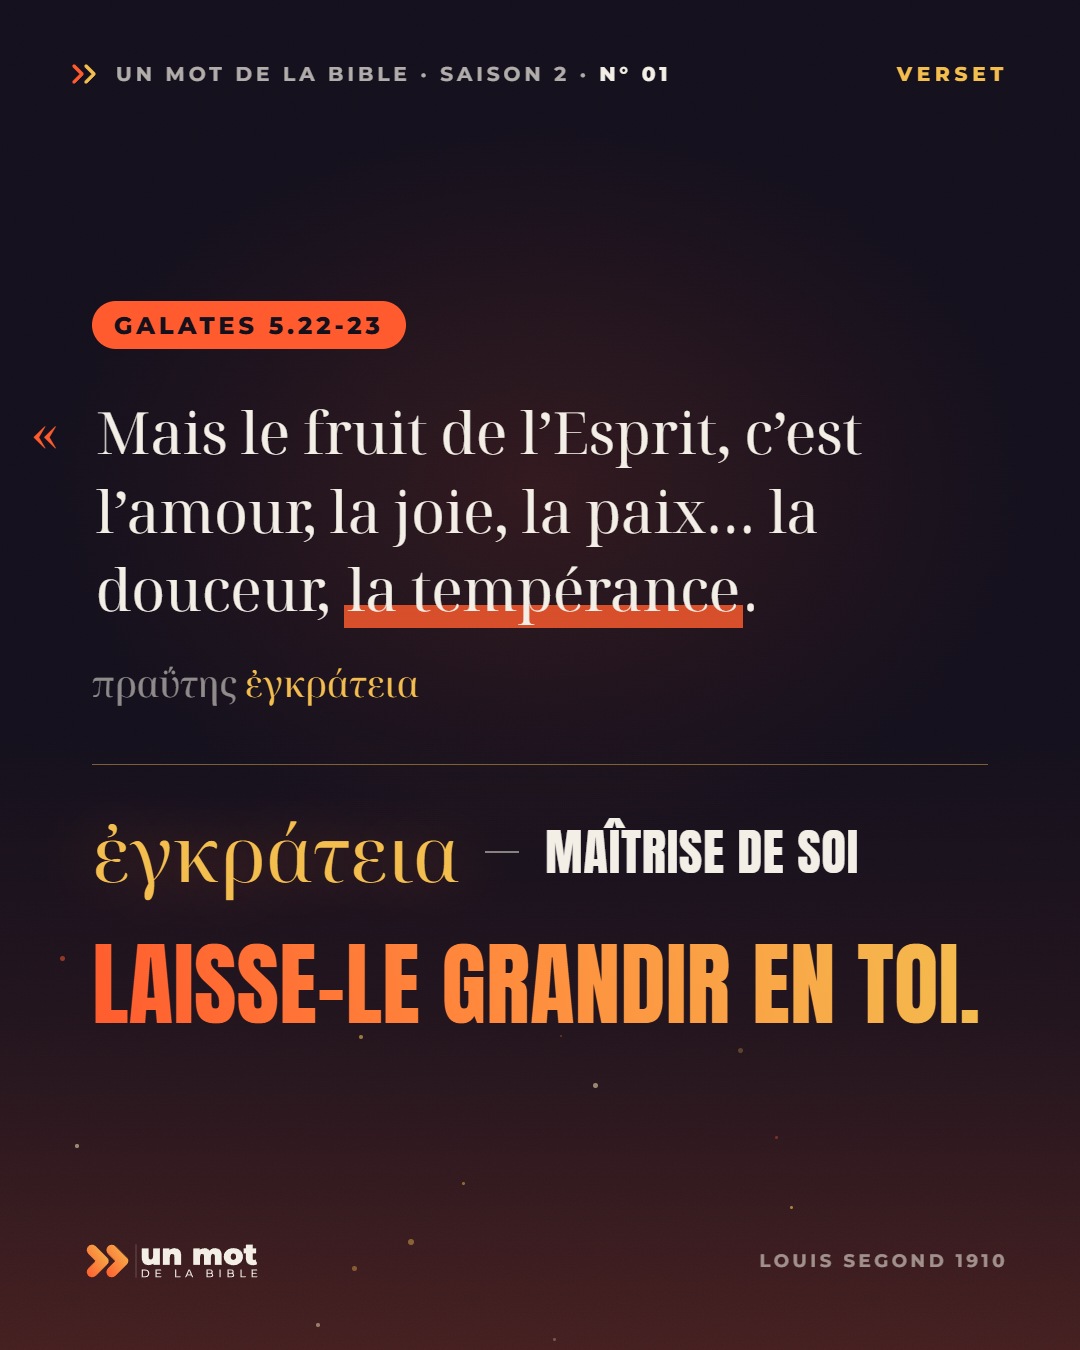 UN MOT DE LA BIBLE · SAISON 2 · N° 01
VERSET
GALATES 5.22-23
« Mais le fruit de l’Esprit, c’est
l’amour, la joie, la paix… la
douceur, la tempérance.
πραΰτης ἐγκράτεια
ἐγκράτεια — MAÎTRISE DE SOI
LAISSE-LE GRANDIR EN TOI.
un mot
DE LA BIBLE
LOUIS SEGOND 1910